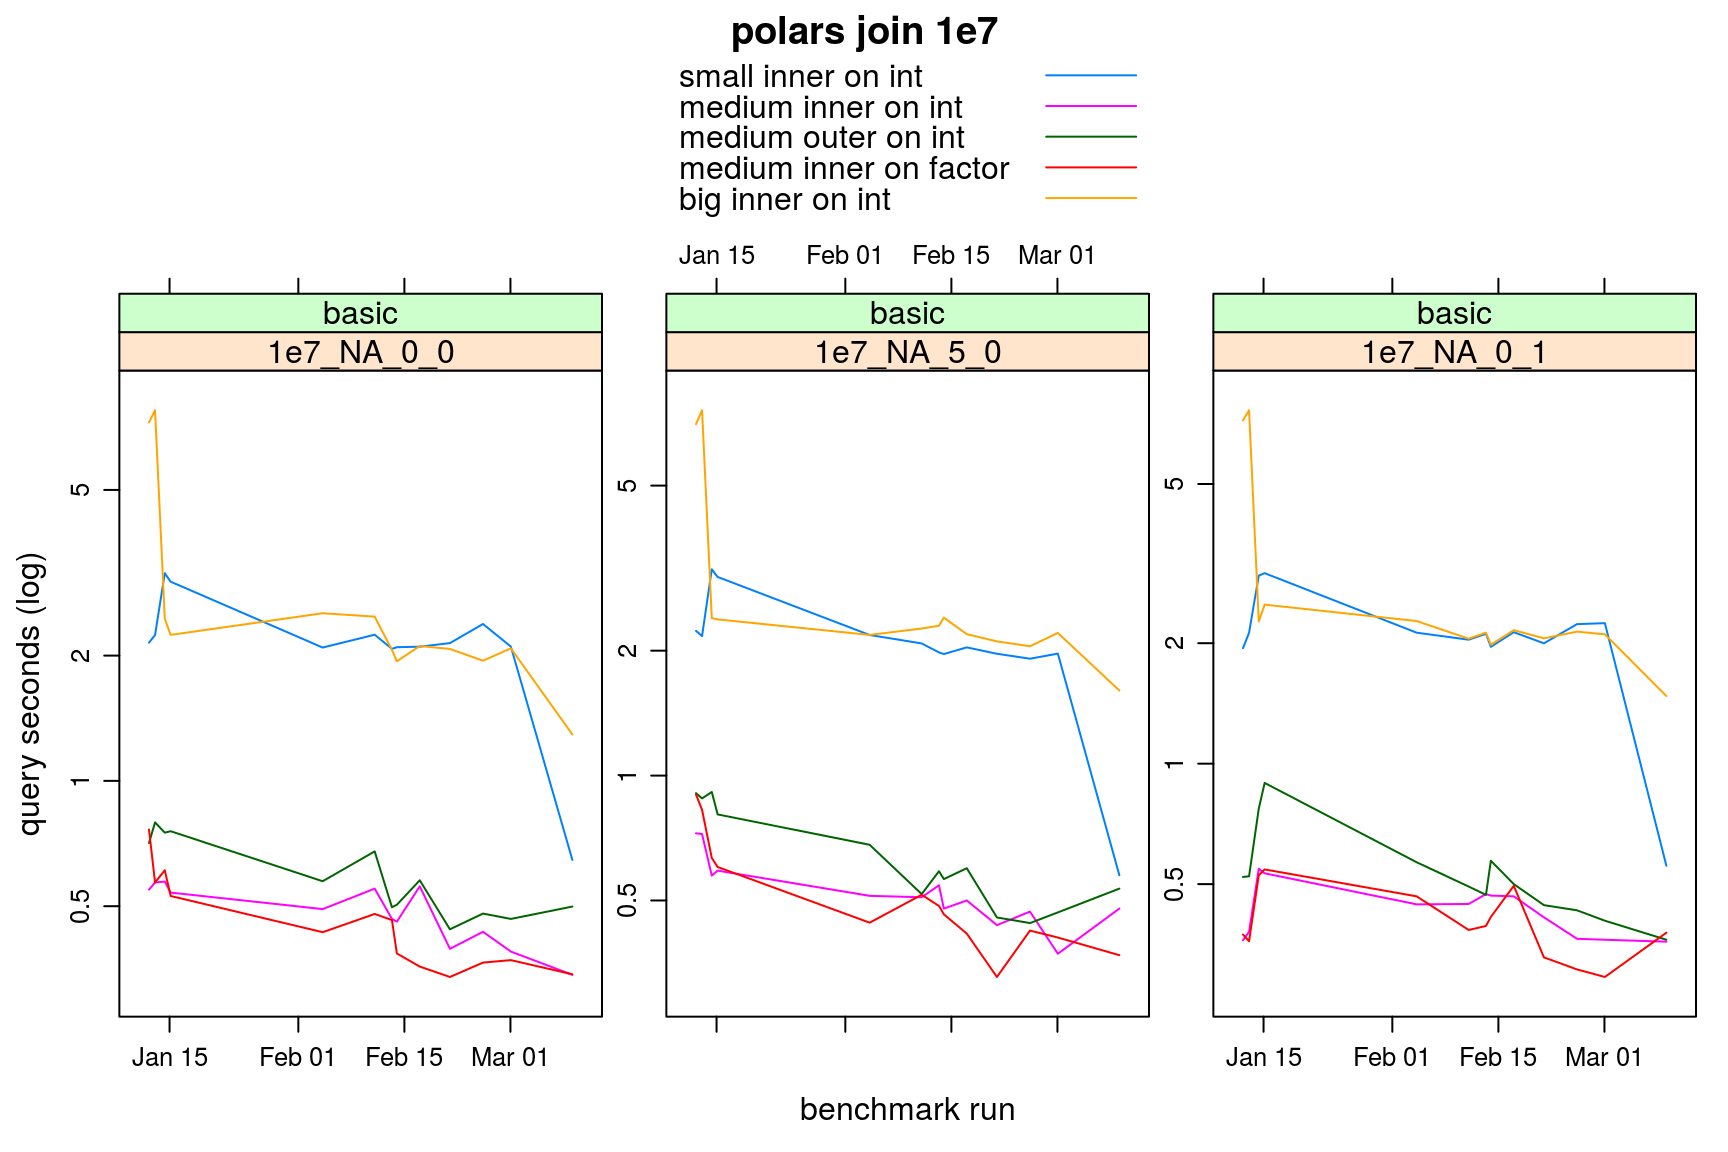 polars join 1e7
small inner on int
medium inner on int
medium outer on int
medium inner on factor
big inner on int
Jan 15 Feb 01 Feb 15 Mar 01
basic basic basic
1e7_NA_0_0 1e7_NA_5_0 1e7_NA_0_1
query seconds (log)
5 5 5
2 2 2
1 1 1
0.5 0.5 0.5
Jan 15 Feb 01 Feb 15 Mar 01 Jan 15 Feb 01 Feb 15 Mar 01
benchmark run